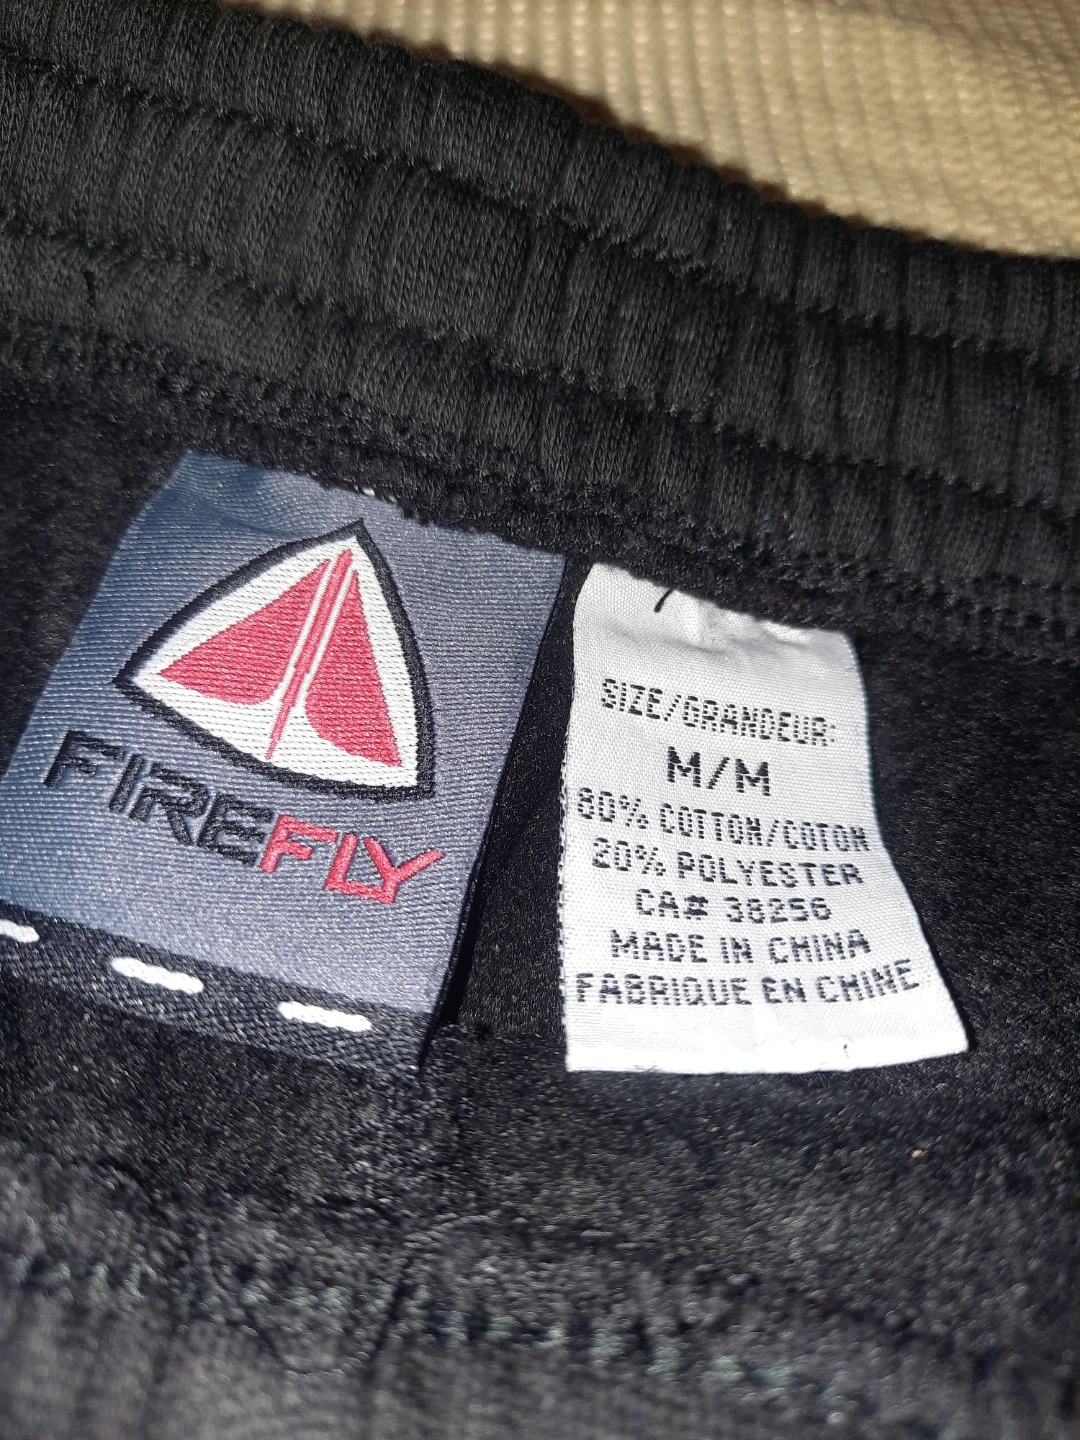 FIREFLY
SIZE/GRANDEUR:
M/M
80% COTTON/COTON
20% POLYESTER
CA# 38256
MADE IN CHINA
FABRIQUE EN CHINE